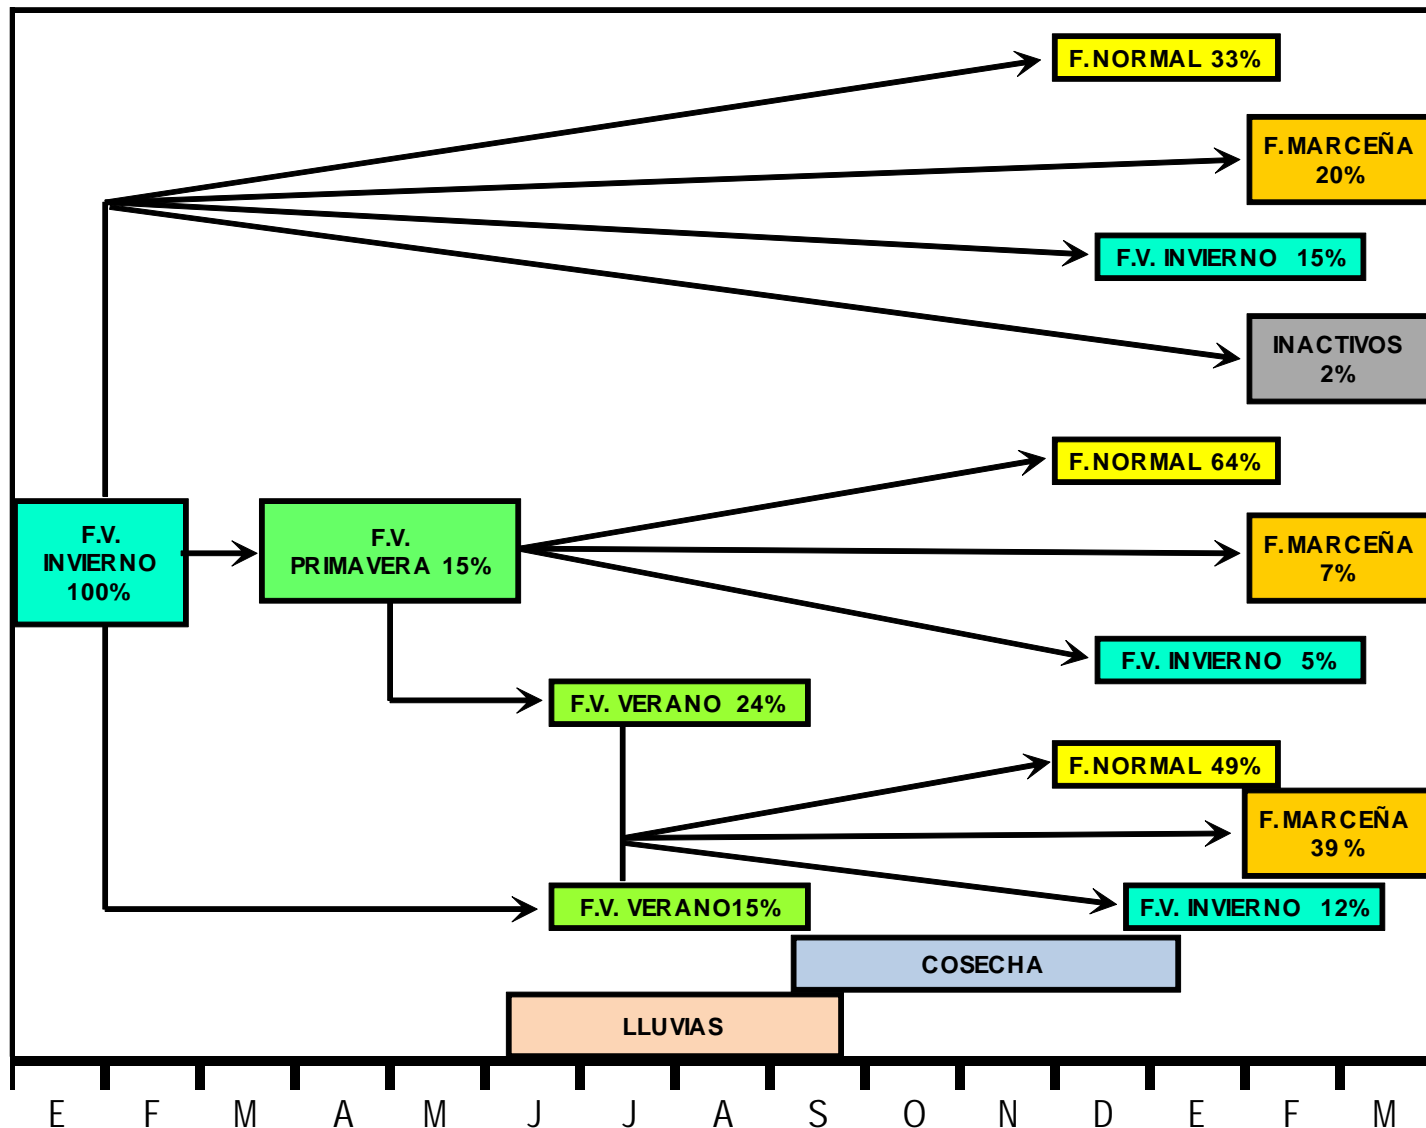 F.NORMAL 33%
F.MARCEÑA
20%
F.V. INVIERNO 15%
INACTIVOS
2%
F.NORMAL 64%
F.V.
INVIERNO
100%
F.V.
PRIMAVERA 15%
F.MARCEÑA
7%
F.V. INVIERNO 5%
F.V. VERANO 24%
F.NORMAL 49%
F.MARCEÑA
39 %
F.V. VERANO15%
F.V. INVIERNO 12%
COSECHA
LLUVIAS
E F M A M J J A S O N D E F M